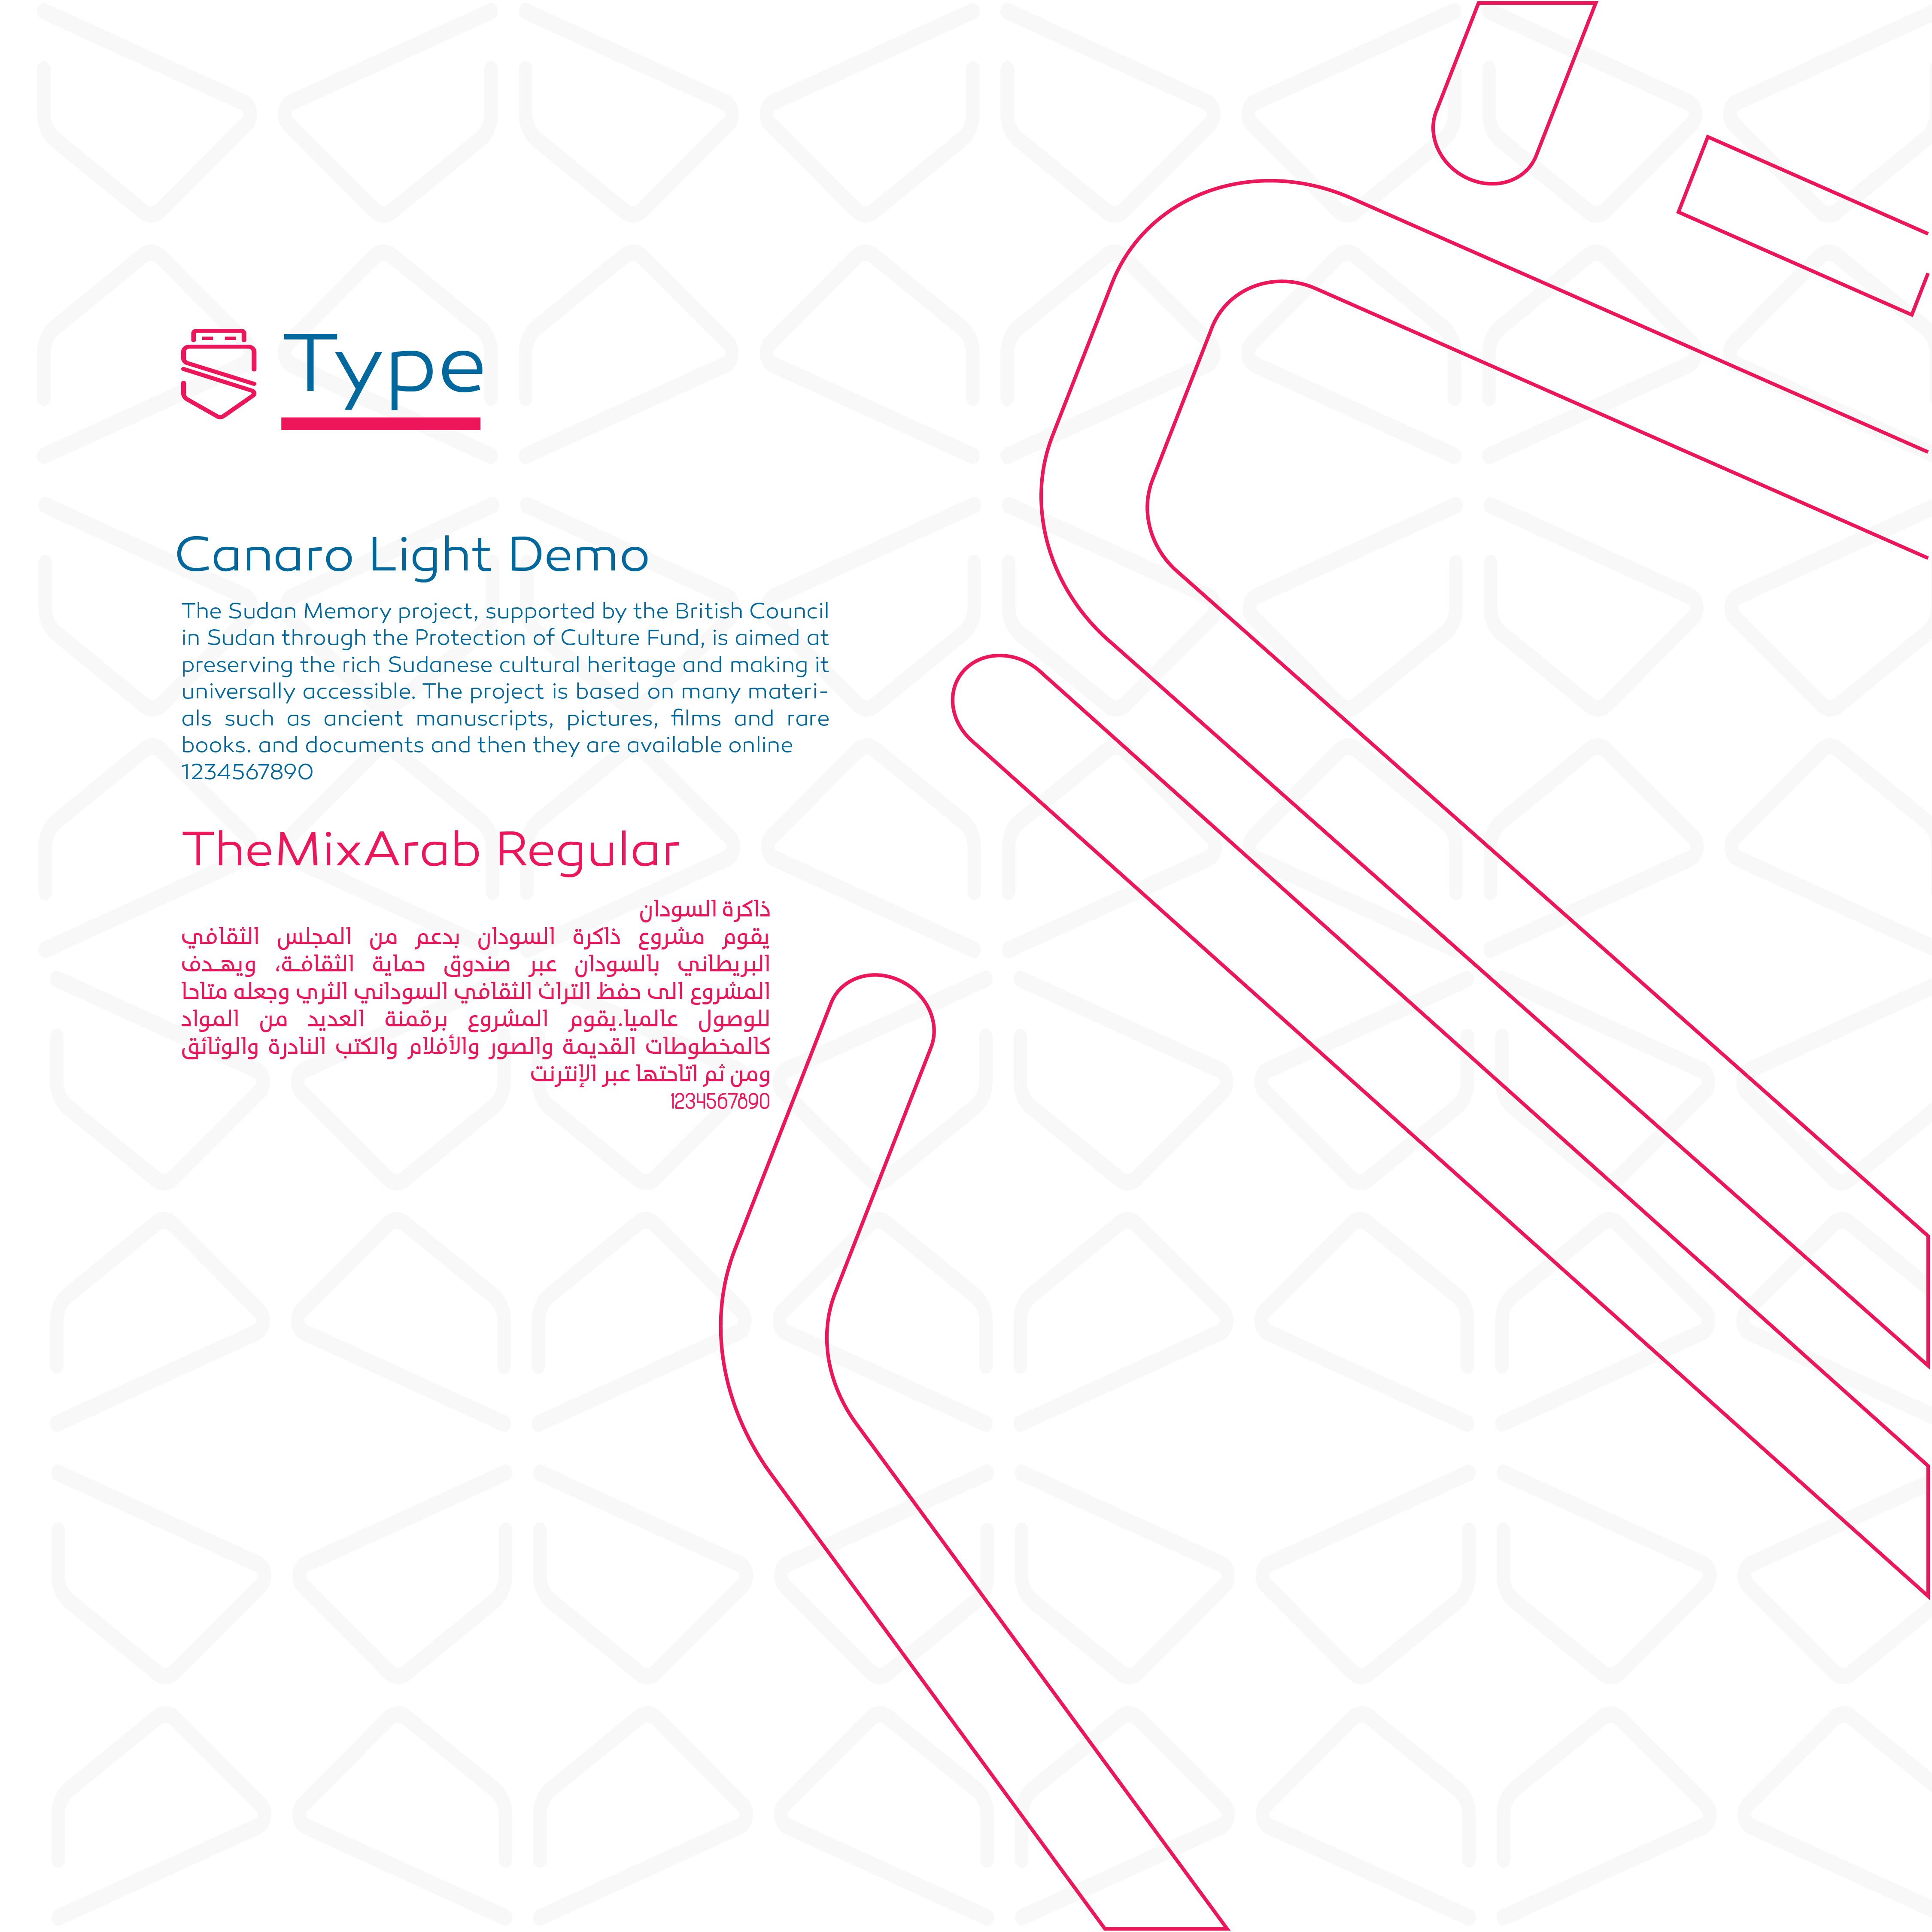 Type
Canaro Light Demo
The Sudan Memory project, supported by the British Council
in Sudan through the Protection of Culture Fund, is aimed at
preserving the rich Sudanese cultural heritage and making it
universally accessible. The project is based on many materi-
als such as ancient manuscripts, pictures, films and rare
books. and documents and then they are available online
1234567890
TheMixArab Regular
ذاكرة السودان
يقوم مشروع ذاكرة السودان بدعم من المجلس الثقافي
البريطاني بالسودان عبر صندوق حماية الثقافـة، ويهـدف
المشروع الى حفظ التراث الثقافي السوداني الثري وجعله متاحا
للوصول عالميا.يقوم المشروع برقمنة العديد من المواد
كالمخطوطات القديمة والصور والأفلام والكتب النادرة والوثائق
ومن ثم اتاحتها عبر الإنترنت
1234567890